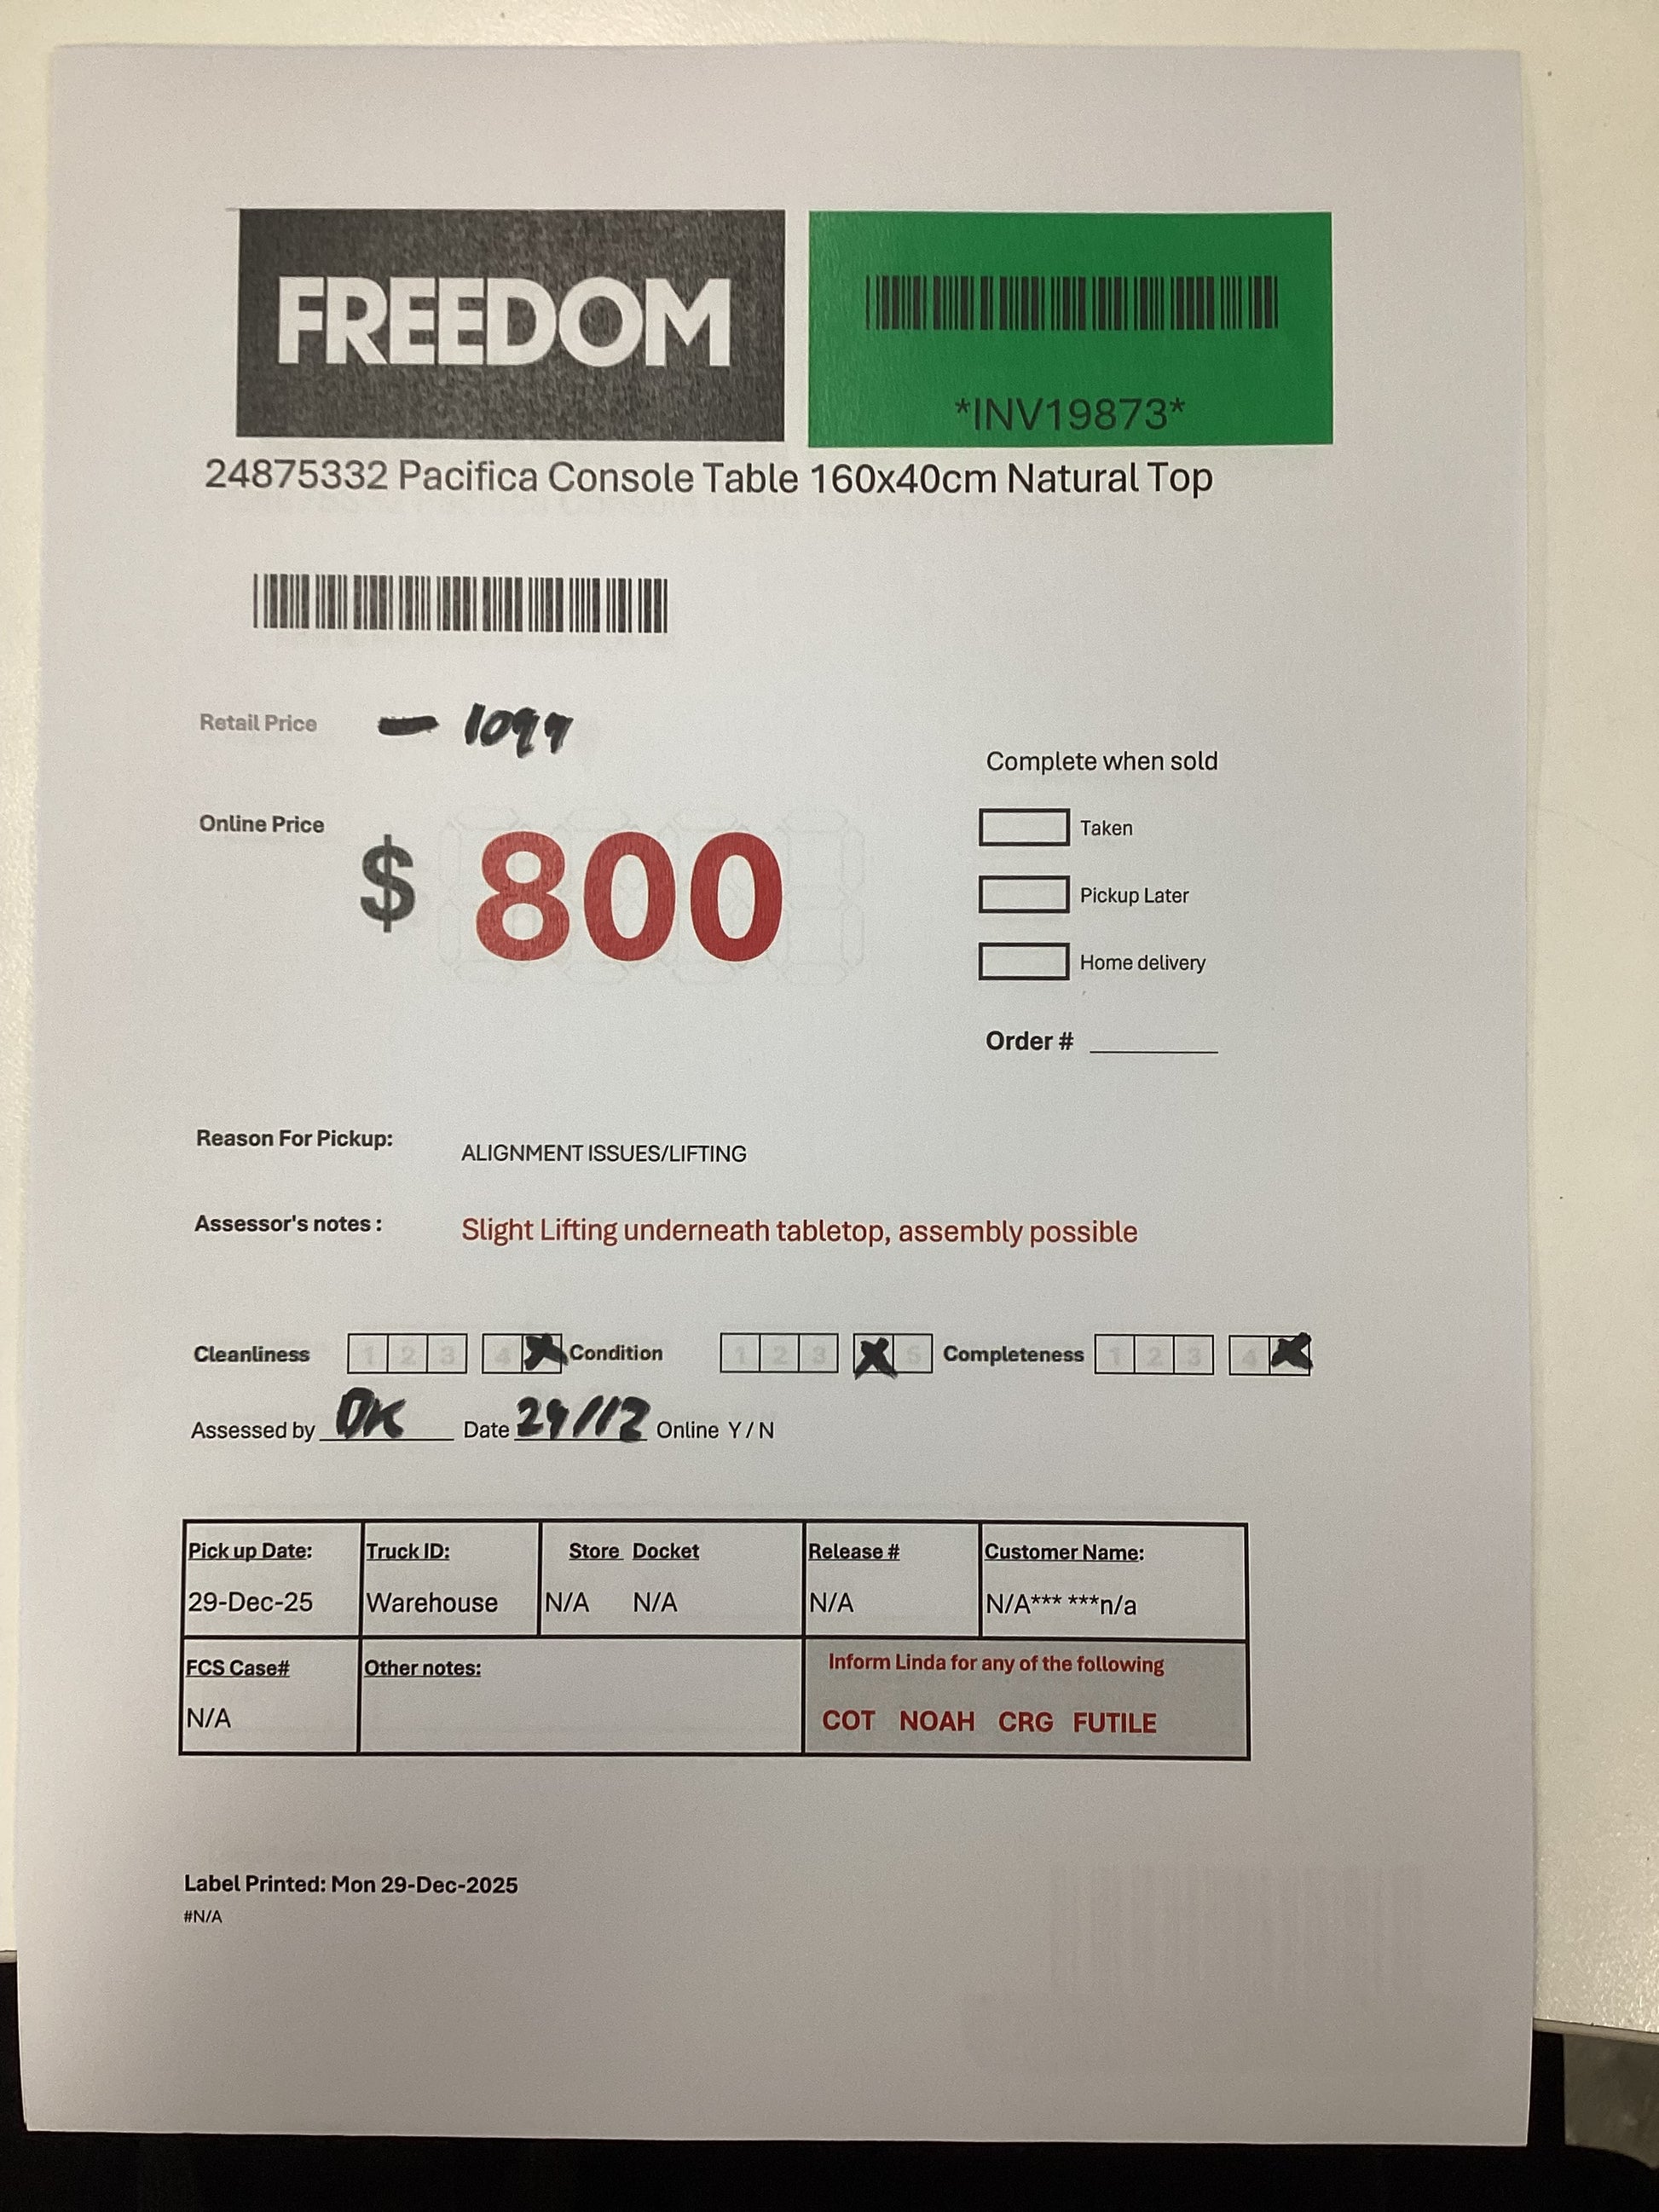 FREEDOM
*INV19873*
24875332 Pacifica Console Table 160x40cm Natural Top
Retail Price - 1099
Complete when sold
Online Price $ 800
Taken
Pickup Later
Home delivery
Order #
Reason For Pickup: ALIGNMENT ISSUES/LIFTING
Assessor's notes : Slight Lifting underneath tabletop, assembly possible
Cleanliness 1 2 3 4 Condition 1 2 3 5 Completeness 1 2 3 4
Assessed by DK Date 29/12 Online Y / N
Pick up Date: Truck ID: Store Docket Release # Customer Name:
29-Dec-25 Warehouse N/A N/A N/A N/A*** ***n/a
FCS Case# Other notes: Inform Linda for any of the following
N/A COT NOAH CRG FUTILE
Label Printed: Mon 29-Dec-2025
#N/A